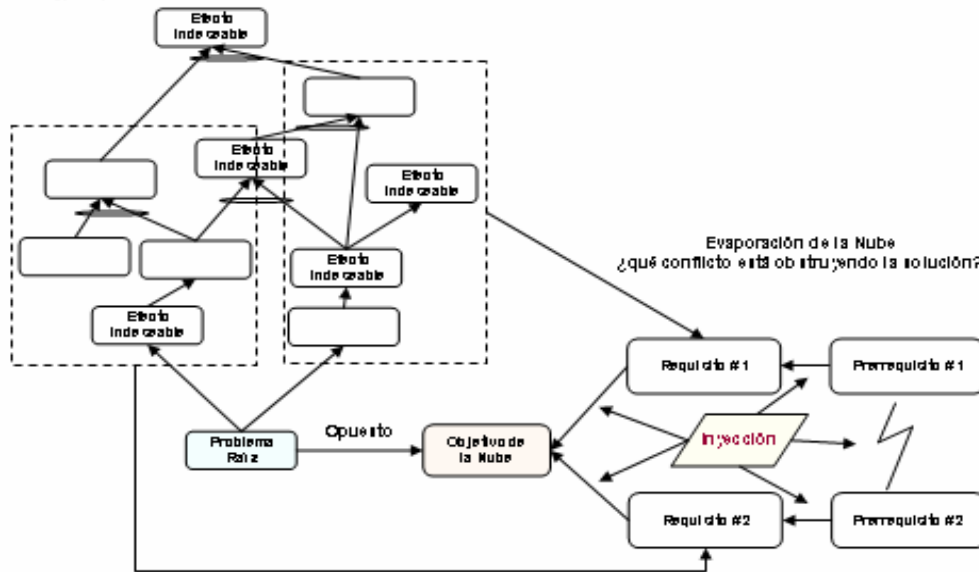 Efecto
Indeseable
Efecto
Indeseable
Efecto
Indeseable
Efecto
Indeseable
Efecto
Indeseable
Evaporación de la Nube
¿qué conflicto está obstruyendo la solución?
Requisito #1
Prerrequisito #1
Opuesto
Problema
Raíz
Objetivo de
la Nube
Inyección
Requisito #2
Prerrequisito #2